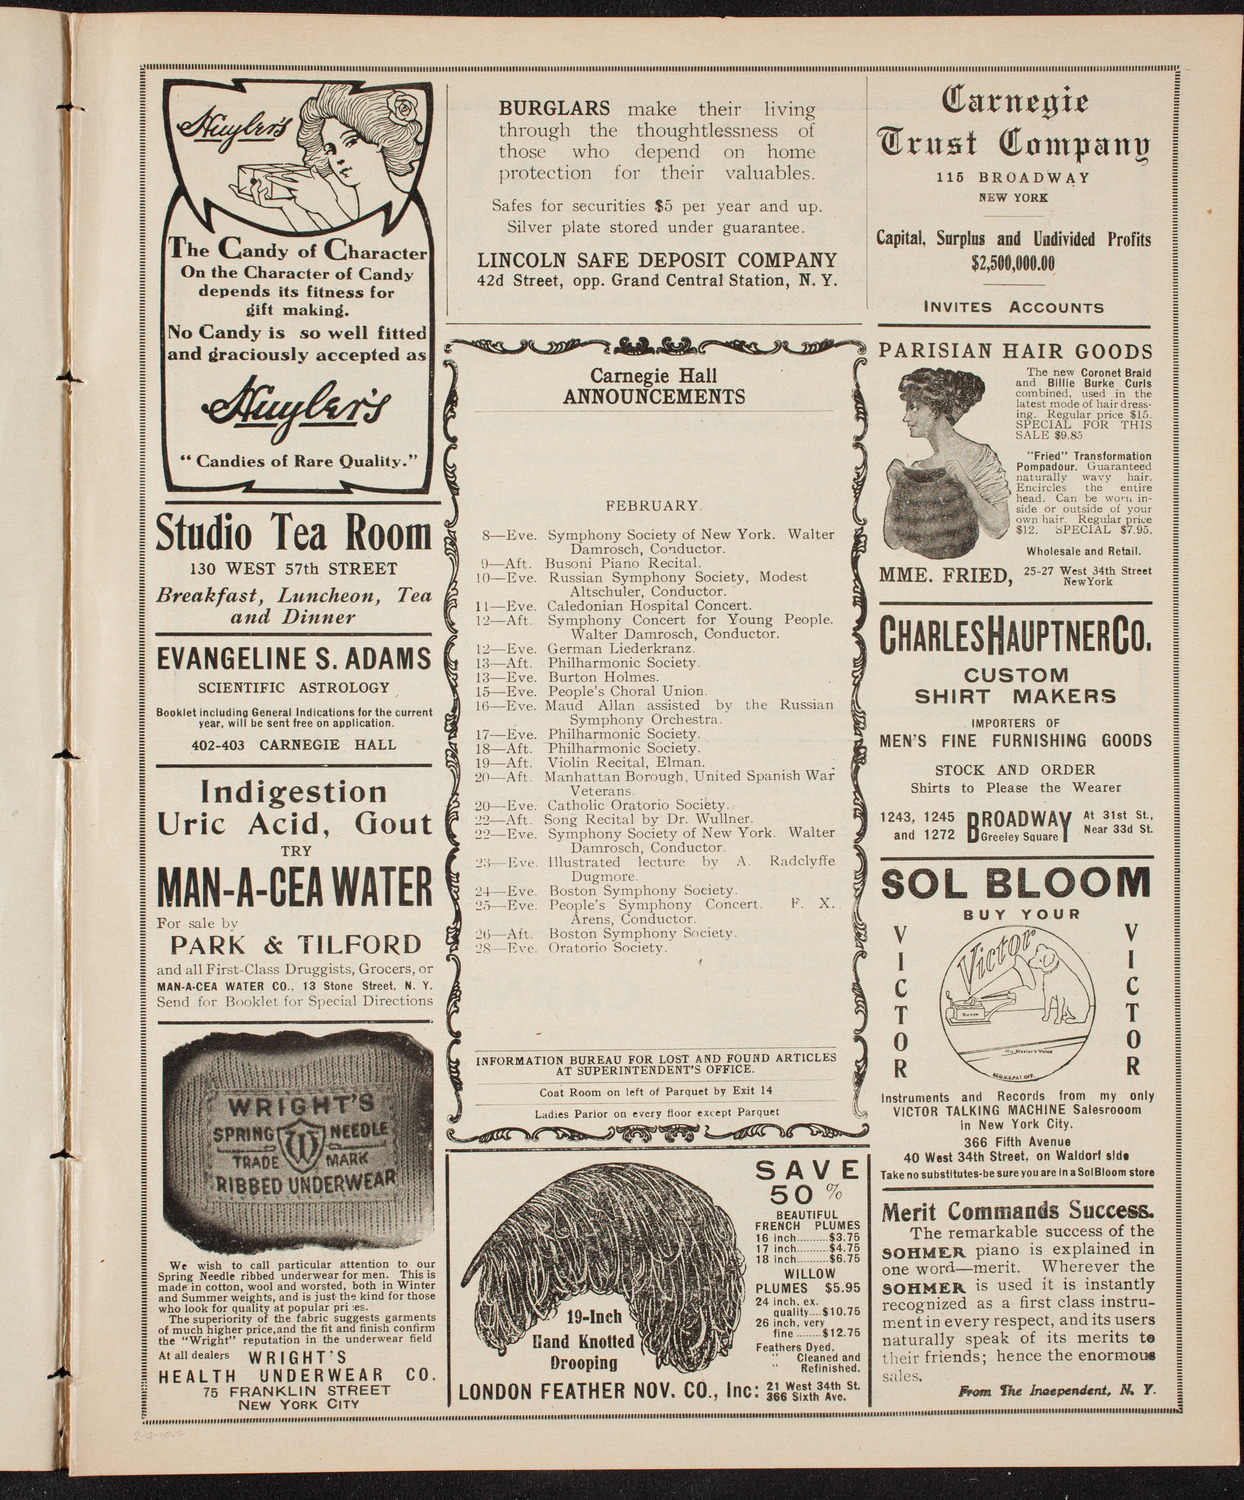 Huyler's
The Candy of Character
On the Character of Candy
depends its fitness for
gift making.
No Candy is so well fitted
and graciously accepted as
Huyler's
"Candies of Rare Quality."
Studio Tea Room
130 WEST 57th STREET
Breakfast, Luncheon, Tea
and Dinner
EVANGELINE S. ADAMS
SCIENTIFIC ASTROLOGY
Booklet including General Indications for the current
year, will be sent free on application.
402-403 CARNEGIE HALL
Indigestion
Uric Acid, Gout
TRY
MAN-A-CEA WATER
For sale by
PARK & TILFORD
and all First-Class Druggists, Grocers, or
MAN-A-CEA WATER CO., 13 Stone Street, N. Y.
Send for Booklet for Special Directions
WRIGHT'S
SPRING NEEDLE
TRADE MARK
RIBBED UNDERWEAR
We wish to call particular attention to our
Spring Needle ribbed underwear for men. This is
made in cotton, wool and worsted, both in Winter
and Summer weights, and is just the kind for those
who look for quality at popular pri es.
The superiority of the fabric suggests garments
of much higher price,and the fit and finish confirm
the "Wright" reputation in the underwear field
At all dealers WRIGHT'S
HEALTH UNDERWEAR CO.
75 FRANKLIN STREET
NEW YORK CITY
BURGLARS make their living
through the thoughtlessness of
those who depend on home
protection for their valuables.
Safes for securities $5 per year and up.
Silver plate stored under guarantee.
LINCOLN SAFE DEPOSIT COMPANY
42d Street, opp. Grand Central Station, N. Y.
Carnegie Hall
ANNOUNCEMENTS
FEBRUARY.
8—Eve. Symphony Society of New York. Walter
Damrosch, Conductor.
9—Aft. Busoni Piano Recital.
10—Eve. Russian Symphony Society, Modest
Altschuler, Conductor.
11—Eve. Caledonian Hospital Concert.
12—Aft. Symphony Concert for Young People.
Walter Damrosch, Conductor.
12—Eve. German Liederkranz.
13—Aft. Philharmonic Society.
13—Eve. Burton Holmes.
15—Eve. People's Choral Union.
16—Eve. Maud Allan assisted by the Russian
Symphony Orchestra.
17—Eve. Philharmonic Society.
18—Aft. Philharmonic Society.
19—Aft. Violin Recital, Elman.
20—Aft. Manhattan Borough, United Spanish War
Veterans.
20—Eve. Catholic Oratorio Society.
22—Aft. Song Recital by Dr. Wullner.
22—Eve. Symphony Society of New York. Walter
Damrosch, Conductor.
23—Eve. Illustrated lecture by A. Radclyffe
Dugmore.
24—Eve. Boston Symphony Society.
25—Eve. People's Symphony Concert. F. X.
Arens, Conductor.
26—Aft. Boston Symphony Society.
28—Eve. Oratorio Society.
INFORMATION BUREAU FOR LOST AND FOUND ARTICLES
AT SUPERINTENDENT'S OFFICE.
Coat Room on left of Parquet by Exit 14
Ladies Parlor on every floor except Parquet
19-Inch
Hand Knotted
Drooping
SAVE
50 %
BEAUTIFUL
FRENCH PLUMES
16 inch..........$3.75
17 inch.........$4.75
18 inch.........$6.75
WILLOW
PLUMES $5.95
24 inch, ex.
quality....$10.75
26 inch, very
fine ........$12.75
Feathers Dyed,
" Cleaned and
" Refinished.
LONDON FEATHER NOV. CO., Inc: 21 West 34th St.
366 Sixth Ave.
Carnegie
Trust Company
115 BROADWAY
NEW YORK
Capital, Surplus and Undivided Profits
$2,500,000.00
INVITES ACCOUNTS
PARISIAN HAIR GOODS
The new Coronet Braid
and Billie Burke Curls
combined, used in the
latest mode of hair dress-
ing. Regular price $15.
SPECIAL FOR THIS
SALE $9.85
"Fried" Transformation
Pompadour. Guaranteed
naturally wavy hair.
Encircles the entire
head. Can be worn in-
side or outside of your
own hair. Regular price
$12. SPECIAL $7.95.
Wholesale and Retail.
MME. FRIED, 25-27 West 34th Street
New York
CHARLES HAUPTNER CO.
CUSTOM
SHIRT MAKERS
IMPORTERS OF
MEN'S FINE FURNISHING GOODS
STOCK AND ORDER
Shirts to Please the Wearer
1243, 1245 and 1272 BROADWAY Greeley Square At 31st St., Near 33d St.
SOL BLOOM
BUY YOUR
VICTOR
Victor
Victor
His Master's Voice
REG.U.S.PAT.OFF.
VICTOR
Instruments and Records from my only
VICTOR TALKING MACHINE Salesrooom
in New York City.
366 Fifth Avenue
40 West 34th Street, on Waldorf side
Take no substitutes-be sure you are in a Sol Bloom store
Merit Commands Success.
The remarkable success of the
SOHMER piano is explained in
one word—merit. Wherever the
SOHMER is used it is instantly
recognized as a first class instru-
ment in every respect, and its users
naturally speak of its merits to
their friends; hence the enormous
sales.
From The Independent, N. Y.